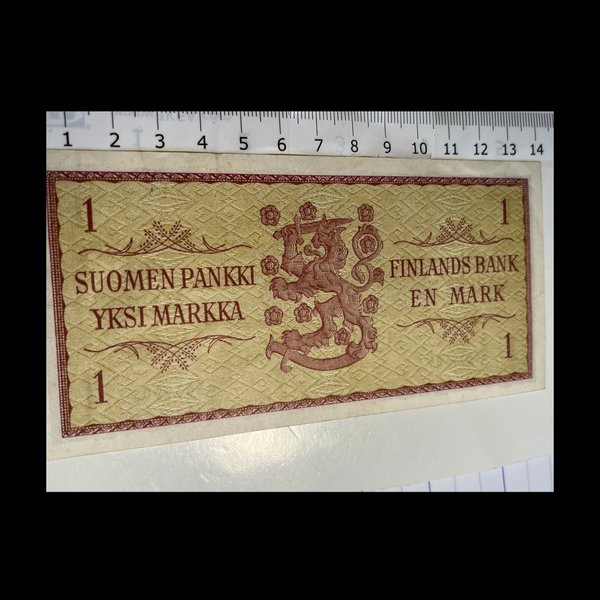 1 2 3 4 5 6 7 8 9 10 11 12 13 14
1 1
SUOMEN PANKKI
YKSI MARKKA
FINLANDS BANK
EN MARK
1 1